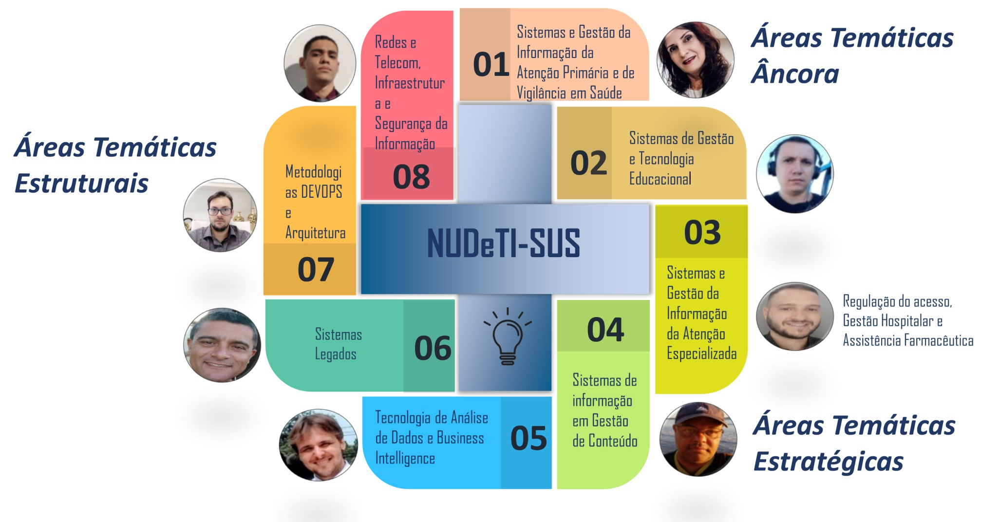 Áreas Temáticas
Âncora
01
Sistemas e Gestão da
Informação da
Atenção Primária e de
Vigilância em Saúde
02
Sistemas de Gestão
e Tecnologia
Educacional
03
Sistemas e
Gestão da
Informação
da Atenção
Especializada
Regulação do acesso,
Gestão Hospitalar e
Assistência Farmacêutica
Áreas Temáticas
Estratégicas
04
Sistemas de
informação
em Gestão
de Conteúdo
05
Tecnologia de Análise
de Dados e Business
Intelligence
06
Sistemas
Legados
Áreas Temáticas
Estruturais
07
Metodologi
as DEVOPS
e
Arquitetura
08
Redes e
Telecom,
Infraestrutur
a e
Segurança da
Informação
NUDeTI-SUS